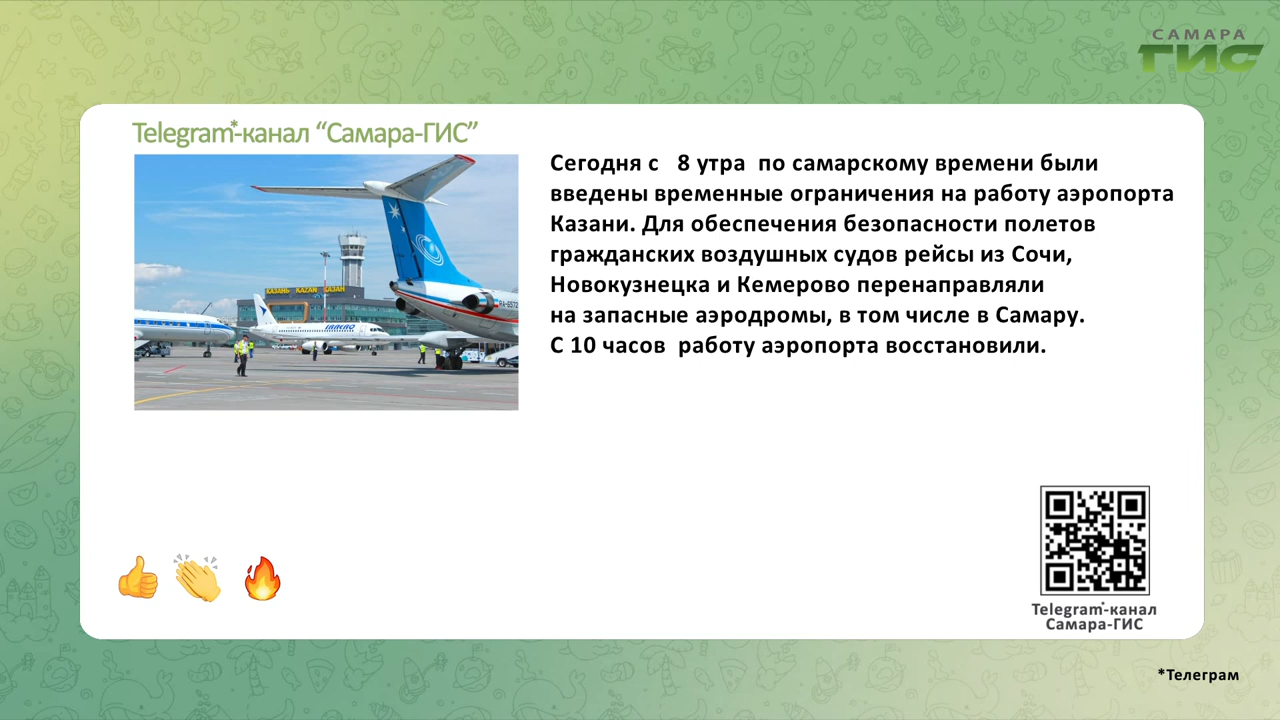 САМАРА
ГИС
Telegram*-канал “Самара-ГИС”
Сегодня с 8 утра по самарскому времени были
введены временные ограничения на работу аэропорта
Казани. Для обеспечения безопасности полетов
гражданских воздушных судов рейсы из Сочи,
Новокузнецка и Кемерово перенаправляли
на запасные аэродромы, в том числе в Самару.
С 10 часов работу аэропорта восстановили.
КАЗАНЬ KAZAN КАЗАН
Telegram*-канал
Самара-ГИС
*Телеграм